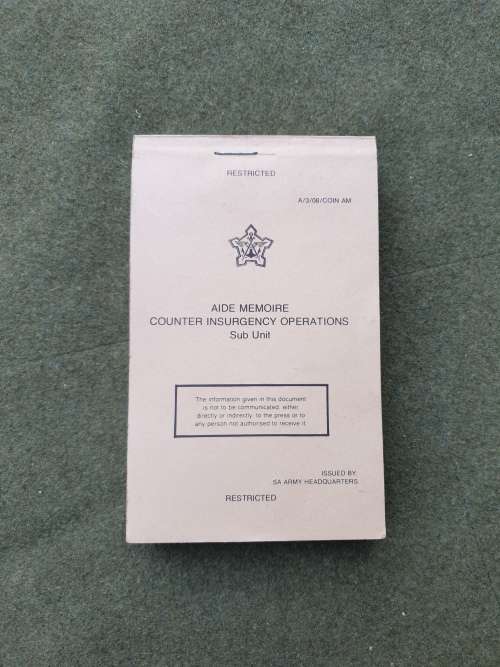 RESTRICTED
A/3/06/COIN AM
AIDE MEMOIRE
COUNTER INSURGENCY OPERATIONS
Sub Unit
The information given in this document
is not to be communicated, either
directly or indirectly, to the press or to
any person not authorised to receive it.
ISSUED BY:
SA ARMY HEADQUARTERS
RESTRICTED